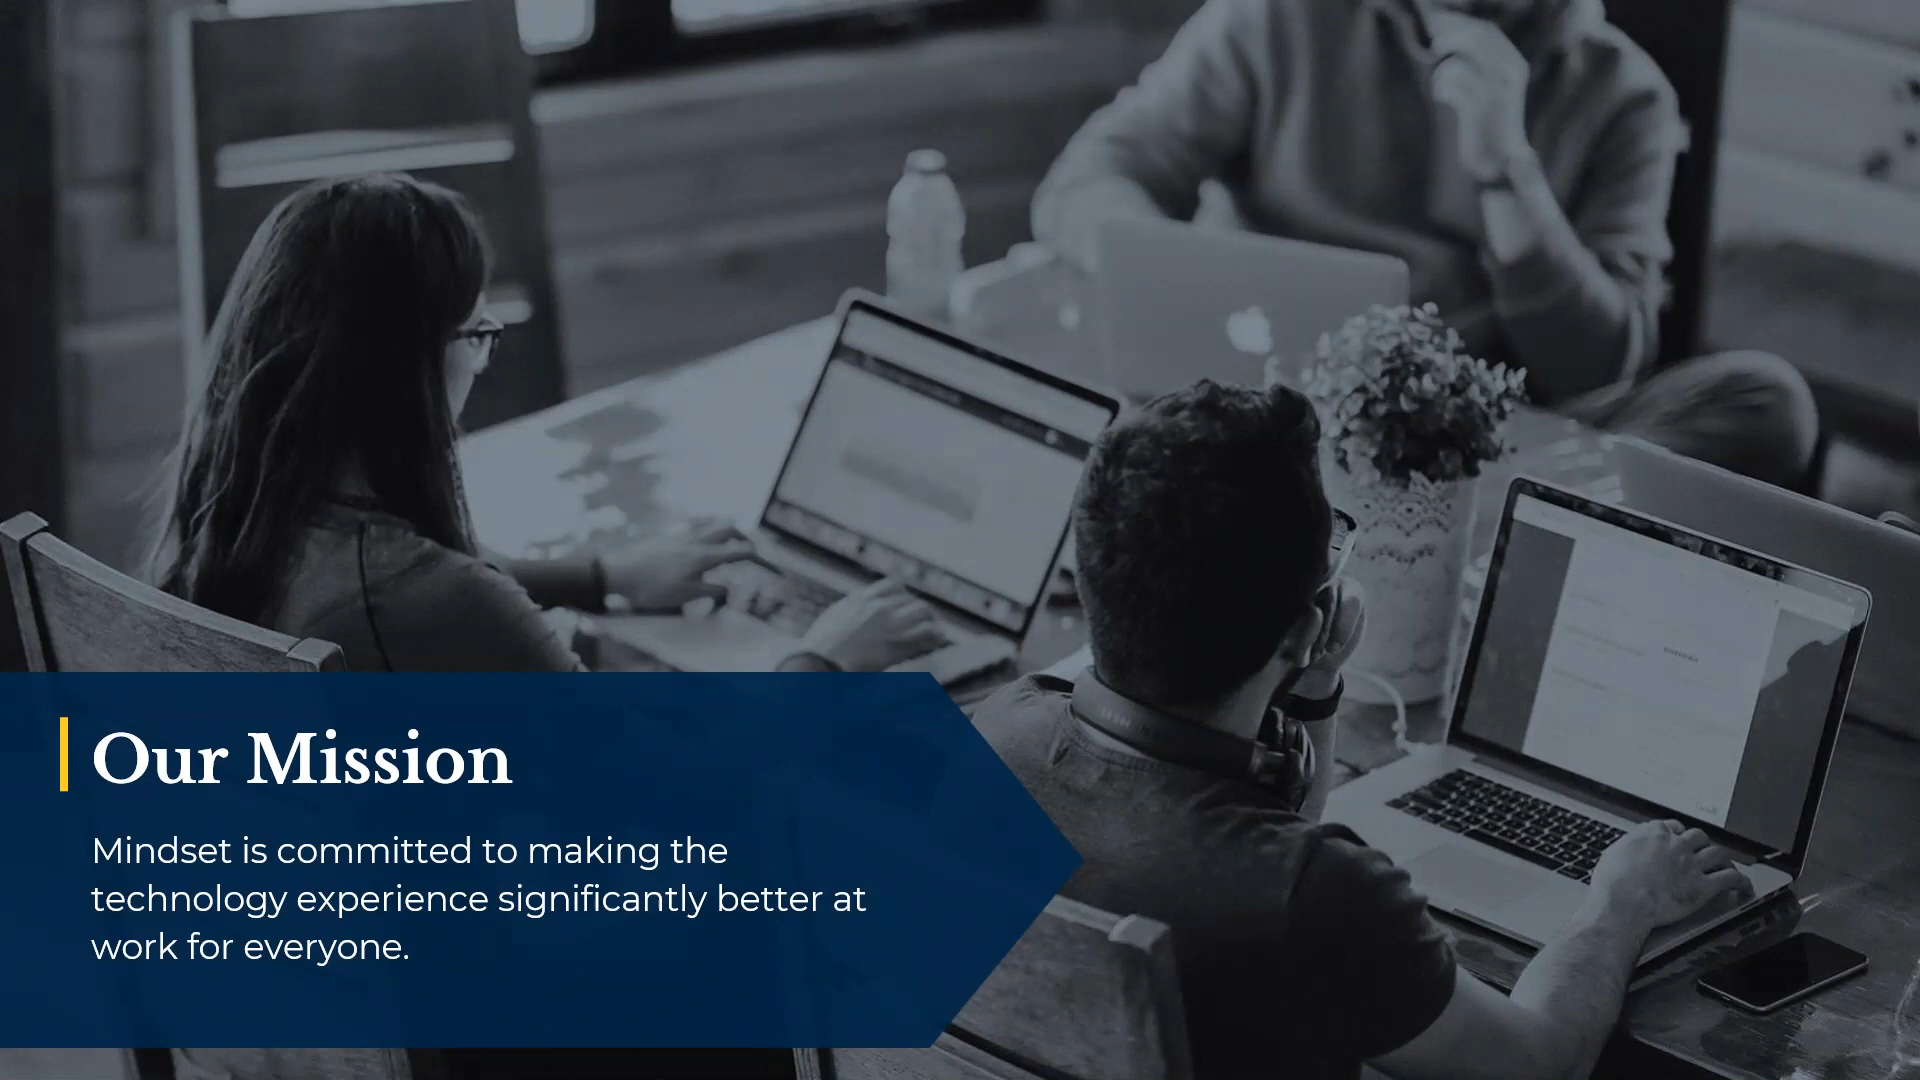 Our Mission
Mindset is committed to making the
technology experience significantly better at
work for everyone.